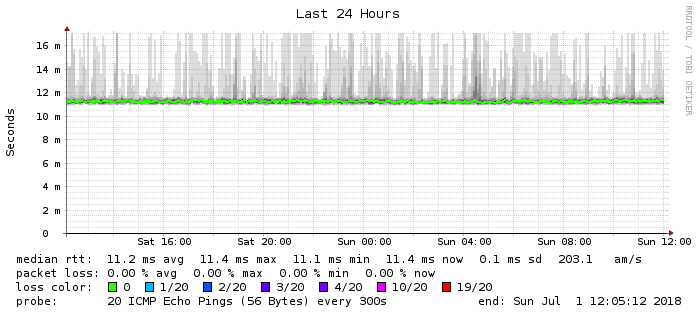 Last 24 Hours
RRDTOOL / TOBI OETIKER
Seconds
16 m
14 m
12 m
10 m
8 m
6 m
4 m
2 m
0
Sat 16:00 Sat 20:00 Sun 00:00 Sun 04:00 Sun 08:00 Sun 12:00
median rtt: 11.2 ms avg 11.4 ms max 11.1 ms min 11.4 ms now 0.1 ms sd 203.1 am/s
packet loss: 0.00 % avg 0.00 % max 0.00 % min 0.00 % now
loss color: 0 1/20 2/20 3/20 4/20 10/20 19/20
probe: 20 ICMP Echo Pings (56 Bytes) every 300s end: Sun Jul 1 12:05:12 2018